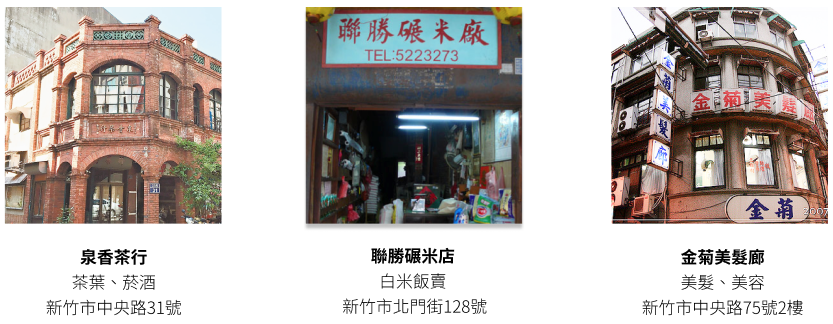 聯勝碾米廠
TEL:5223273
金菊美髮廊
金菊美髮廊
金菊
2007
泉香茶行
茶葉、菸酒
新竹市中央路31號
聯勝碾米店
白米飯賣
新竹市北門街128號
金菊美髮廊
美髮、美容
新竹市中央路75號2樓